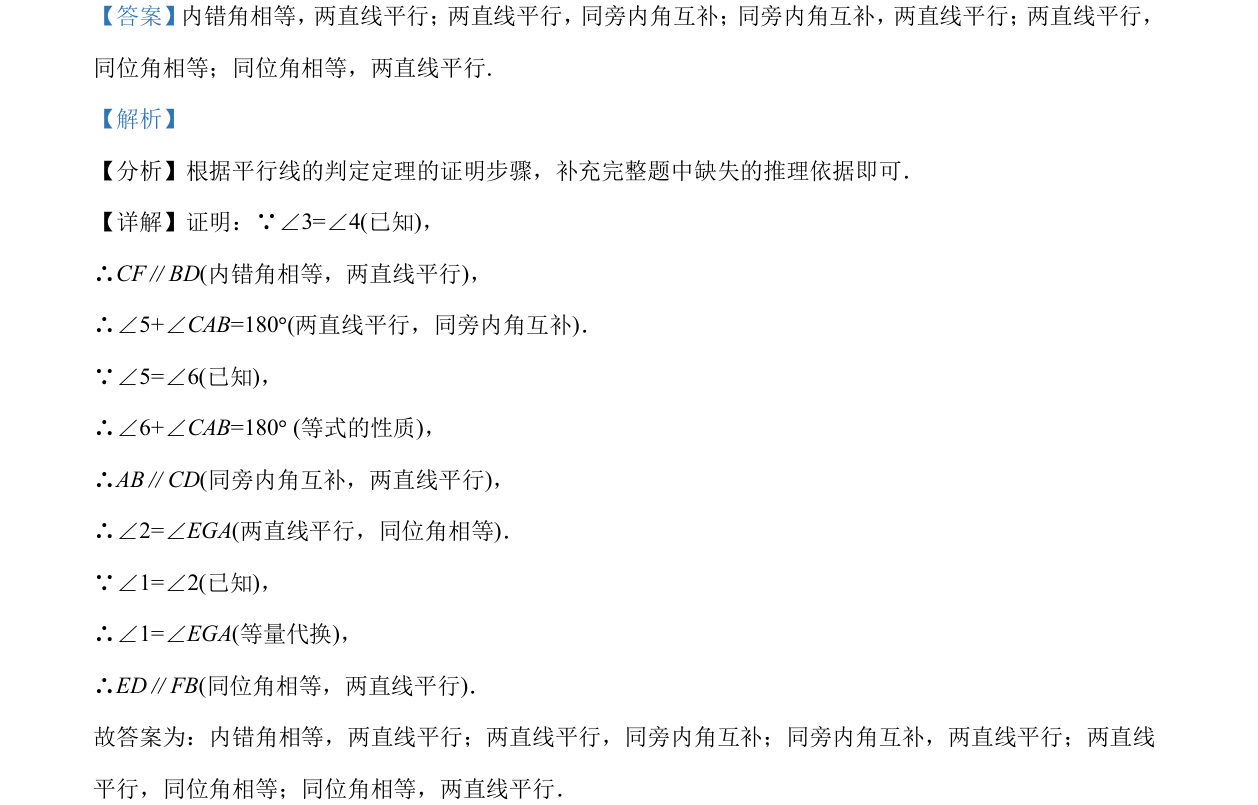 【答案】内错角相等，两直线平行；两直线平行，同旁内角互补；同旁内角互补，两直线平行；两直线平行，
同位角相等；同位角相等，两直线平行.
【解析】
【分析】根据平行线的判定定理的证明步骤，补充完整题中缺失的推理依据即可．
【详解】证明：∵∠3=∠4(已知)，
∴CF∥BD(内错角相等，两直线平行)，
∴∠5+∠CAB=180°(两直线平行，同旁内角互补)．
∵∠5=∠6(已知)，
∴∠6+∠CAB=180° (等式的性质)，
∴AB∥CD(同旁内角互补，两直线平行)，
∴∠2=∠EGA(两直线平行，同位角相等)．
∵∠1=∠2(已知)，
∴∠1=∠EGA(等量代换)，
∴ED∥FB(同位角相等，两直线平行)．
故答案为：内错角相等，两直线平行；两直线平行，同旁内角互补；同旁内角互补，两直线平行；两直线
平行，同位角相等；同位角相等，两直线平行．